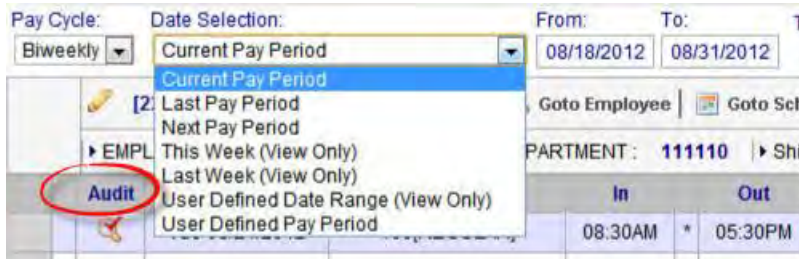 Pay Cycle: Date Selection: From: To:
Biweekly Current Pay Period 08/18/2012 08/31/2012
Current Pay Period
Last Pay Period Goto Employee Goto
Next Pay Period
This Week (View Only) 111110
Last Week (View Only)
Audit User Defined Date Range (View Only) In Out
User Defined Pay Period 08:30AM * 05:30PM